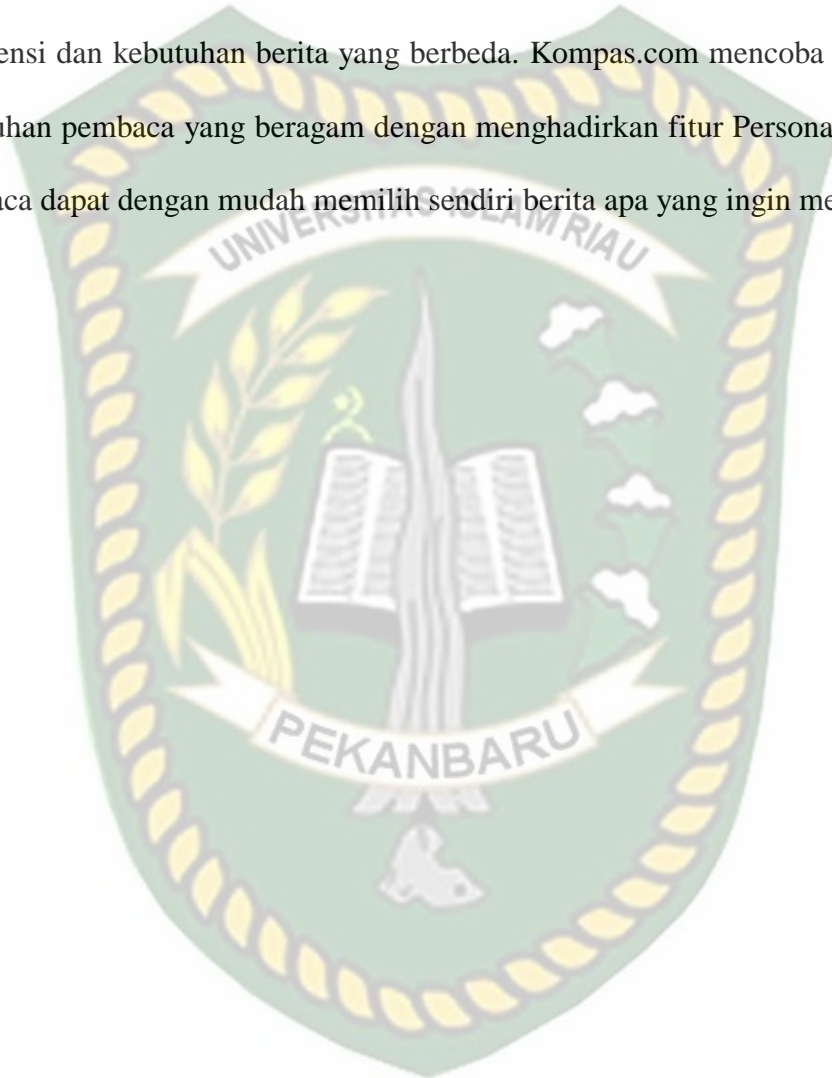 ensi dan kebutuhan berita yang berbeda. Kompas.com mencoba
uhan pembaca yang beragam dengan menghadirkan fitur Persona
aca dapat dengan mudah memilih sendiri berita apa yang ingin me
UNIVERSITAS ISLAM RIAU
PEKANBARU